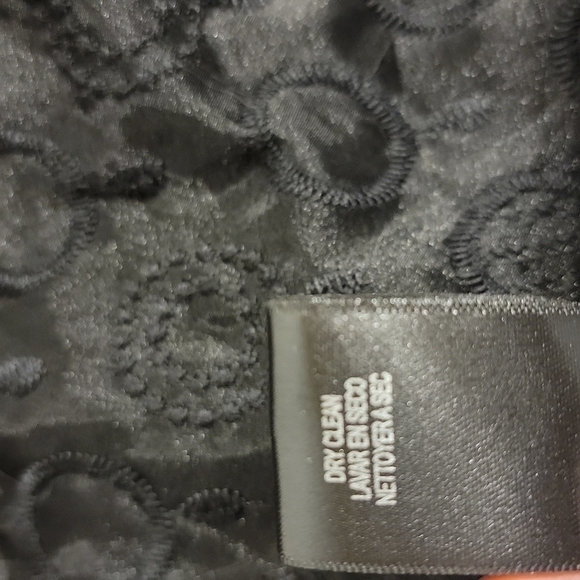 DRY CLEAN
LAVAR EN SECO
NETTOYER A SEC